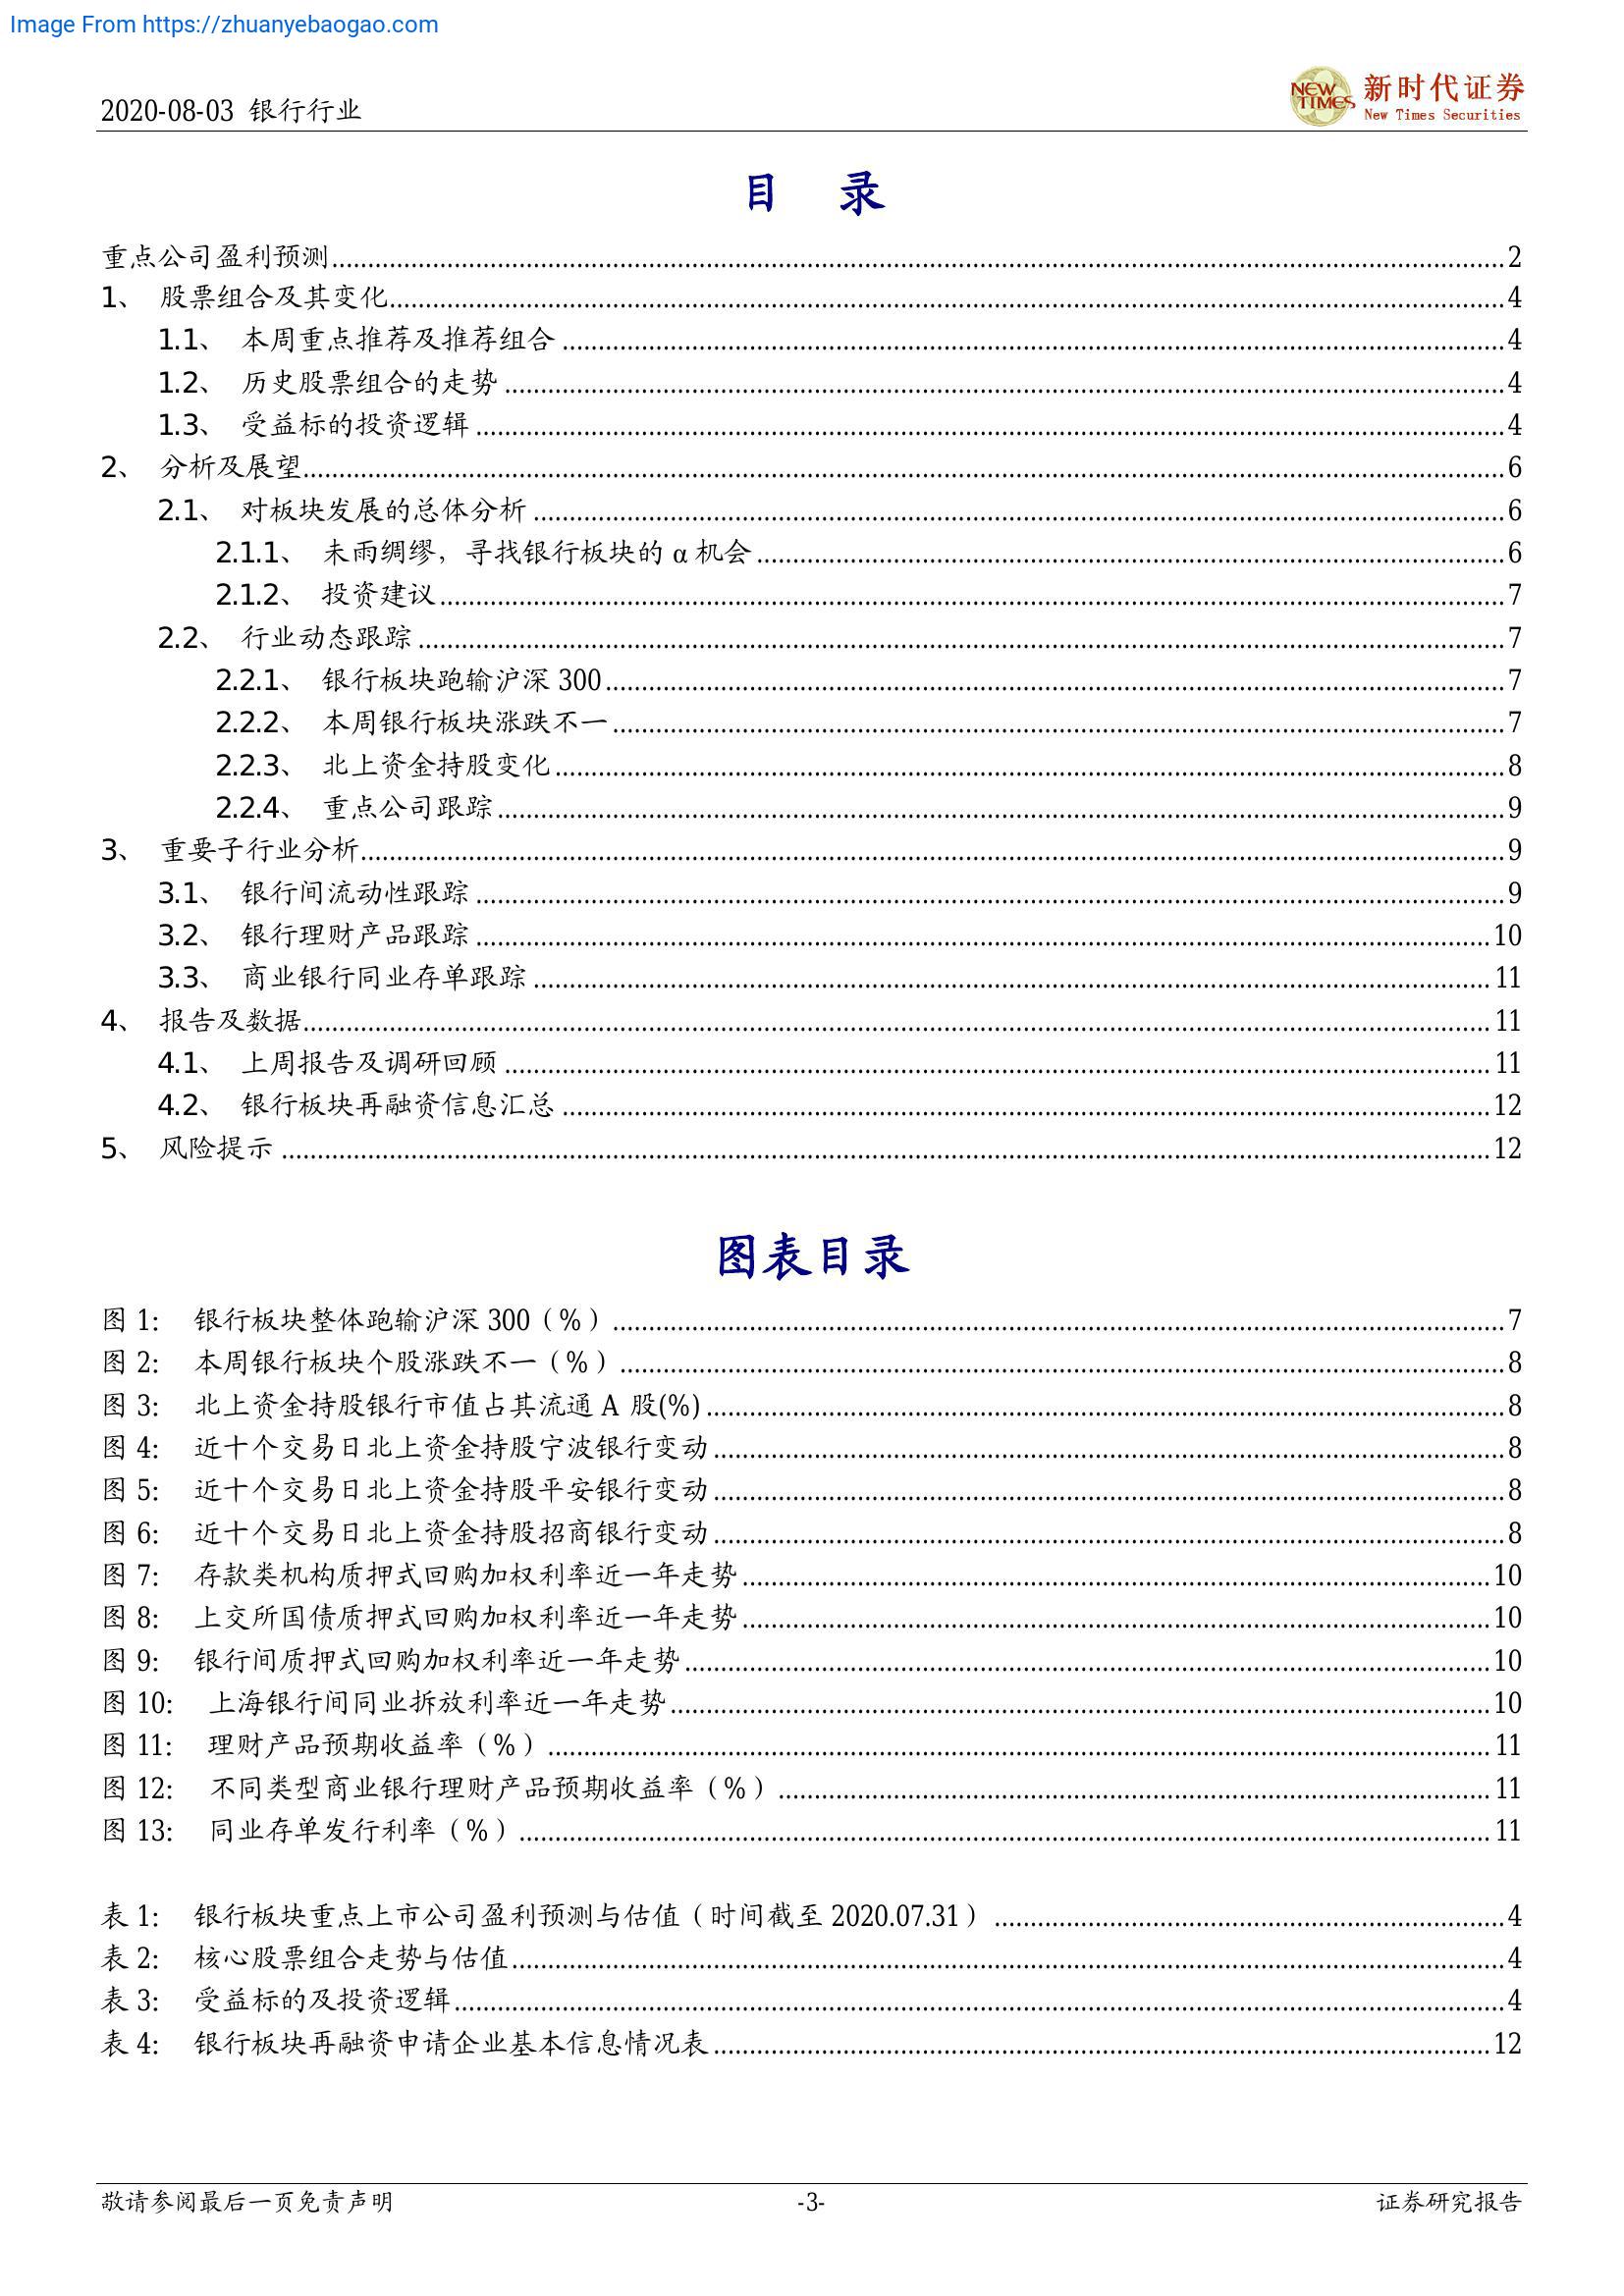 Image From https://zhuanyebaogao.com
2020-08-03 银行行业
NEW TIMES 新时代证券
New Times Securities
目 录
重点公司盈利预测 2
1、 股票组合及其变化 4
1.1、 本周重点推荐及推荐组合 4
1.2、 历史股票组合的走势 4
1.3、 受益标的投资逻辑 4
2、 分析及展望 6
2.1、 对板块发展的总体分析 6
2.1.1、 未雨绸缪，寻找银行板块的 α 机会 6
2.1.2、 投资建议 7
2.2、 行业动态跟踪 7
2.2.1、 银行板块跑输沪深 300 7
2.2.2、 本周银行板块涨跌不一 7
2.2.3、 北上资金持股变化 8
2.2.4、 重点公司跟踪 9
3、 重要子行业分析 9
3.1、 银行间流动性跟踪 9
3.2、 银行理财产品跟踪 10
3.3、 商业银行同业存单跟踪 11
4、 报告及数据 11
4.1、 上周报告及调研回顾 11
4.2、 银行板块再融资信息汇总 12
5、 风险提示 12
图表目录
图 1: 银行板块整体跑输沪深 300（%） 7
图 2: 本周银行板块个股涨跌不一（%） 8
图 3: 北上资金持股银行市值占其流通 A 股(%) 8
图 4: 近十个交易日北上资金持股宁波银行变动 8
图 5: 近十个交易日北上资金持股平安银行变动 8
图 6: 近十个交易日北上资金持股招商银行变动 8
图 7: 存款类机构质押式回购加权利率近一年走势 10
图 8: 上交所国债质押式回购加权利率近一年走势 10
图 9: 银行间质押式回购加权利率近一年走势 10
图 10: 上海银行间同业拆放利率近一年走势 10
图 11: 理财产品预期收益率（%） 11
图 12: 不同类型商业银行理财产品预期收益率（%） 11
图 13: 同业存单发行利率（%） 11
表 1: 银行板块重点上市公司盈利预测与估值（时间截至 2020.07.31） 4
表 2: 核心股票组合走势与估值 4
表 3: 受益标的及投资逻辑 4
表 4: 银行板块再融资申请企业基本信息情况表 12
敬请参阅最后一页免责声明 -3- 证券研究报告